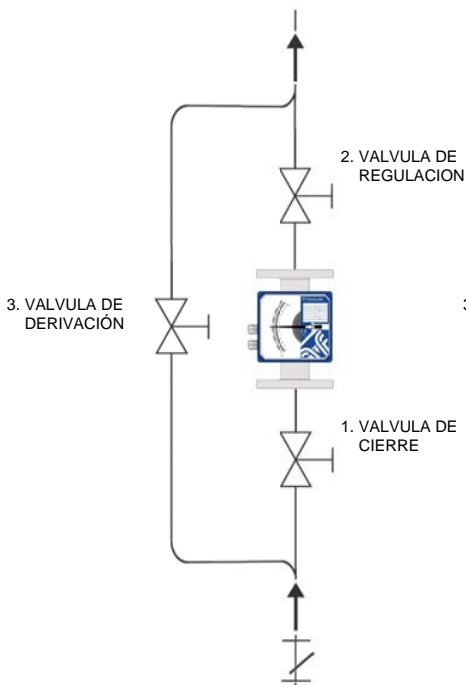 2. VALVULA DE
REGULACION
3. VALVULA DE
DERIVACIÓN
1. VALVULA DE
CIERRE